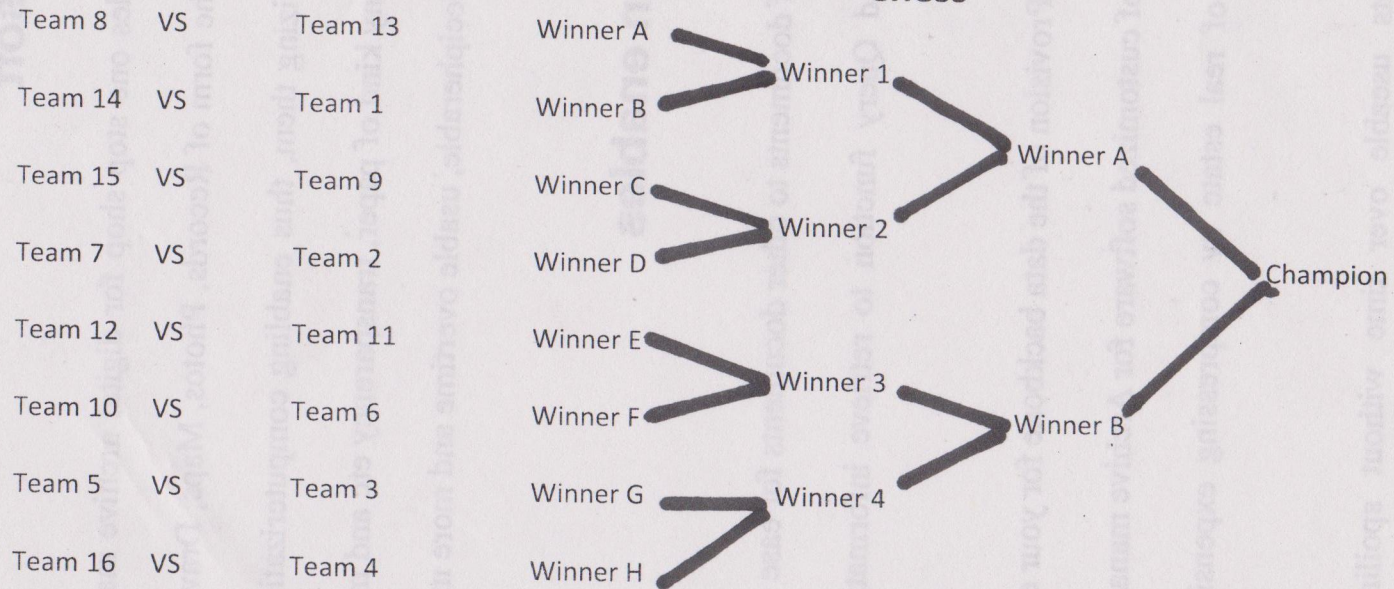 Team 8 VS Team 13 Winner A
Winner 1
Team 14 VS Team 1 Winner B
Winner A
Team 15 VS Team 9 Winner C
Winner 2
Team 7 VS Team 2 Winner D
Champion
Team 12 VS Team 11 Winner E
Winner 3
Team 10 VS Team 6 Winner F
Winner B
Team 5 VS Team 3 Winner G
Winner 4
Team 16 VS Team 4 Winner H